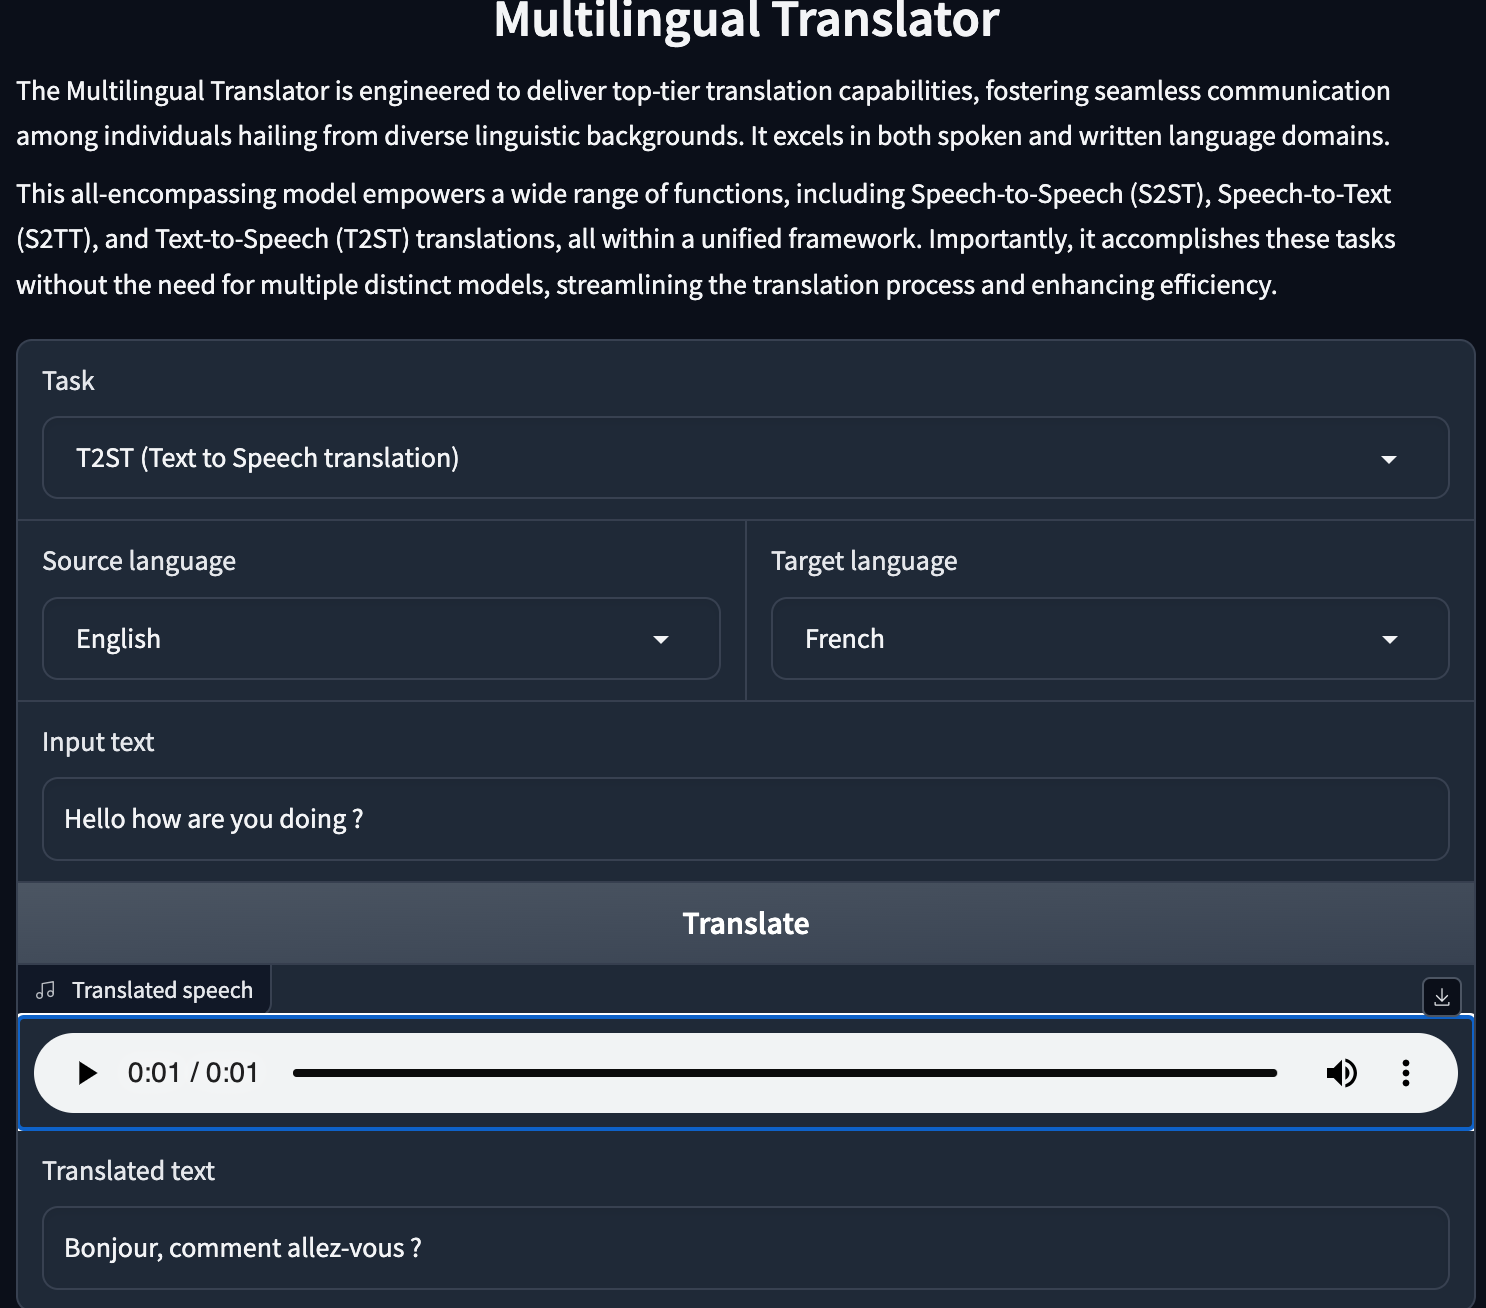 Multilingual Translator
The Multilingual Translator is engineered to deliver top-tier translation capabilities, fostering seamless communication
among individuals hailing from diverse linguistic backgrounds. It excels in both spoken and written language domains.
This all-encompassing model empowers a wide range of functions, including Speech-to-Speech (S2ST), Speech-to-Text
(S2TT), and Text-to-Speech (T2ST) translations, all within a unified framework. Importantly, it accomplishes these tasks
without the need for multiple distinct models, streamlining the translation process and enhancing efficiency.
Task
T2ST (Text to Speech translation)
Source language
English
Target language
French
Input text
Hello how are you doing ?
Translate
Translated speech
0:01 / 0:01
Translated text
Bonjour, comment allez-vous ?